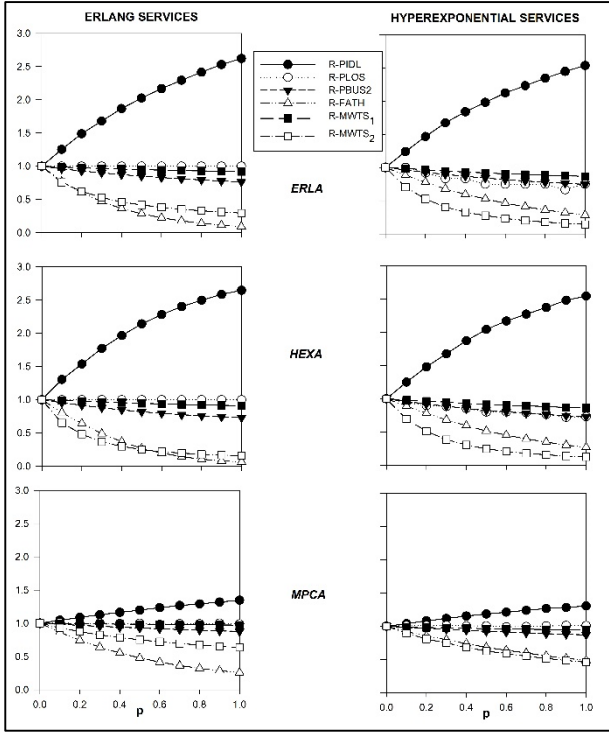 ERLANG SERVICES
HYPEREXPONENTIAL SERVICES
3.0
2.5
2.0
1.5
1.0
0.5
0.0
R-PIDL
R-PLOS
R-PBUS2
R-FATH
R-MWTS1
R-MWTS2
ERLA
3.0
2.5
2.0
1.5
1.0
0.5
0.0
HEXA
3.0
2.5
2.0
1.5
1.0
0.5
0.0
MPCA
0.0
0.2
0.4
0.6
0.8
1.0
p
0.0
0.2
0.4
0.6
0.8
1.0
p